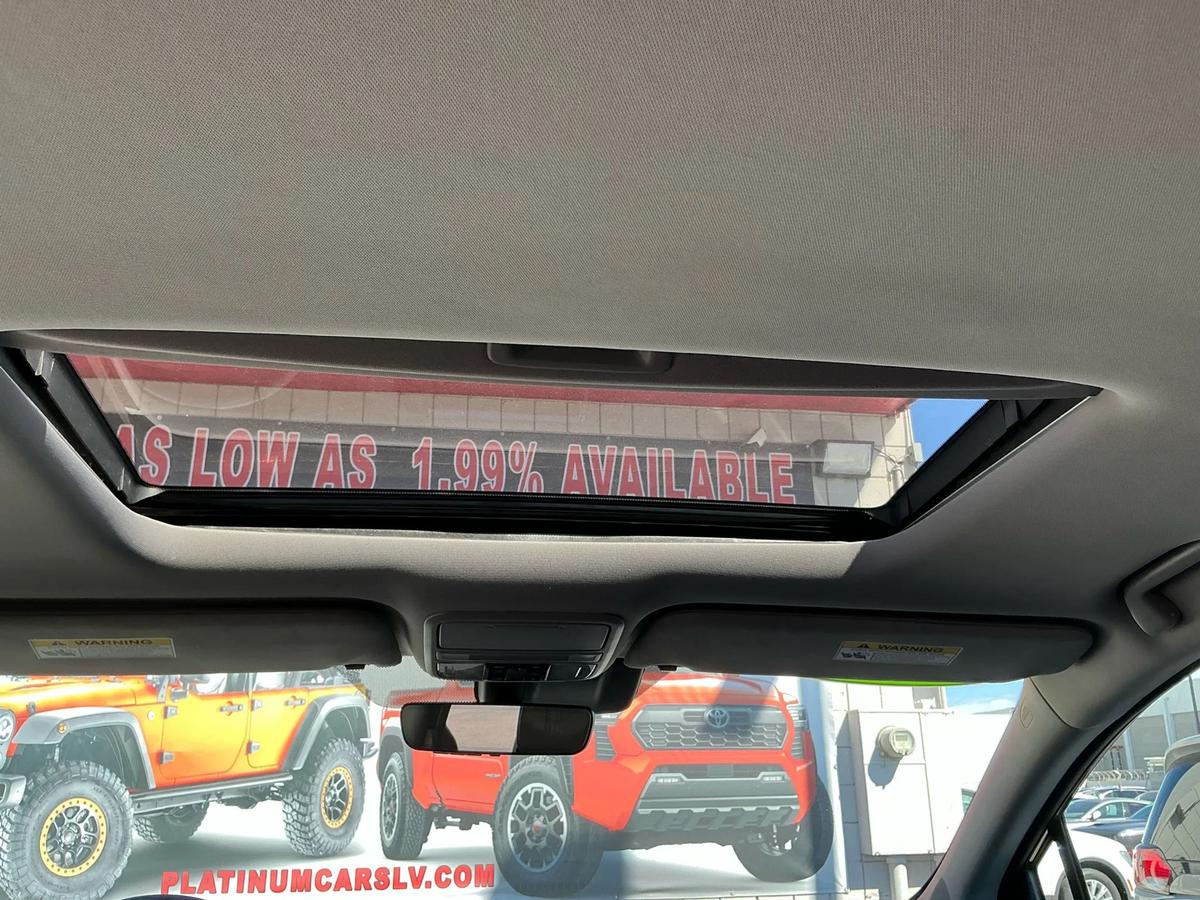 AS LOW AS 1.99% AVAILABLE
WARNING
WARNING
PLATINUMCARSLV.COM